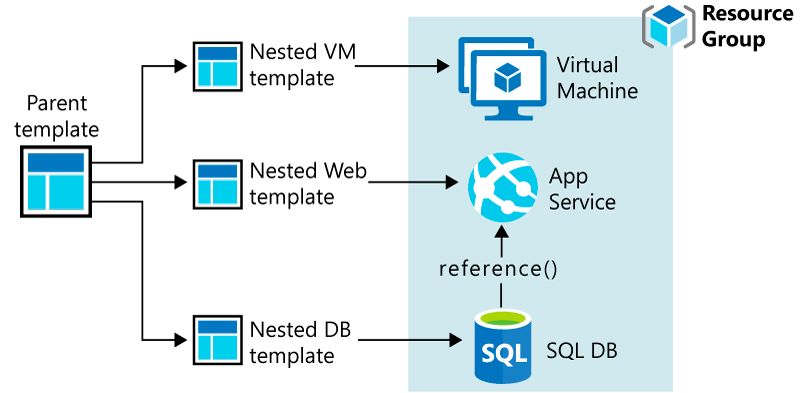 Resource
Group
Nested VM
template
Virtual
Machine
Parent
template
Nested Web
template
App
Service
reference()
Nested DB
template
SQL
SQL DB